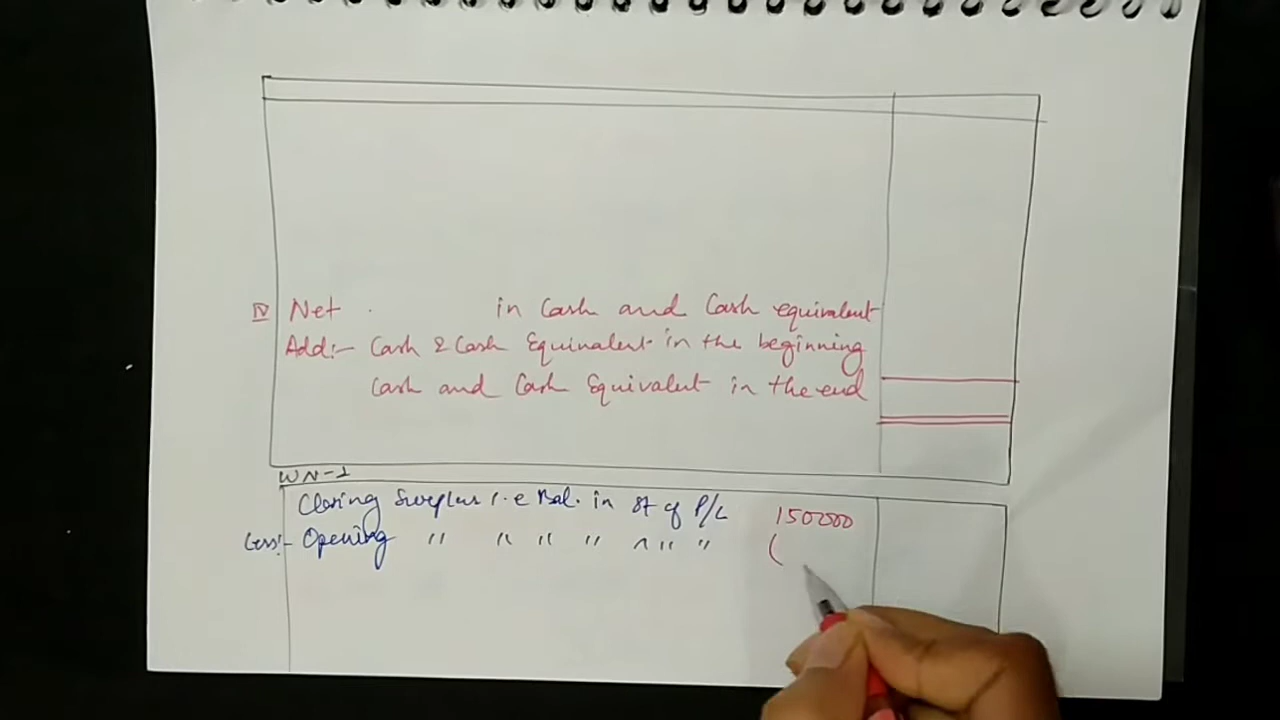 IV Net in Cash and Cash equivalent
Add:- Cash & Cash Equivalent in the beginning
Cash and Cash Equivalent in the end
WN-1
Closing Surplus i.e Bal. in St of P/L 150000
Less:- Opening " " " " " " " (